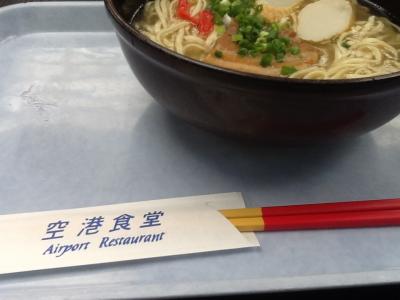 空港食堂
Airport Restaurant